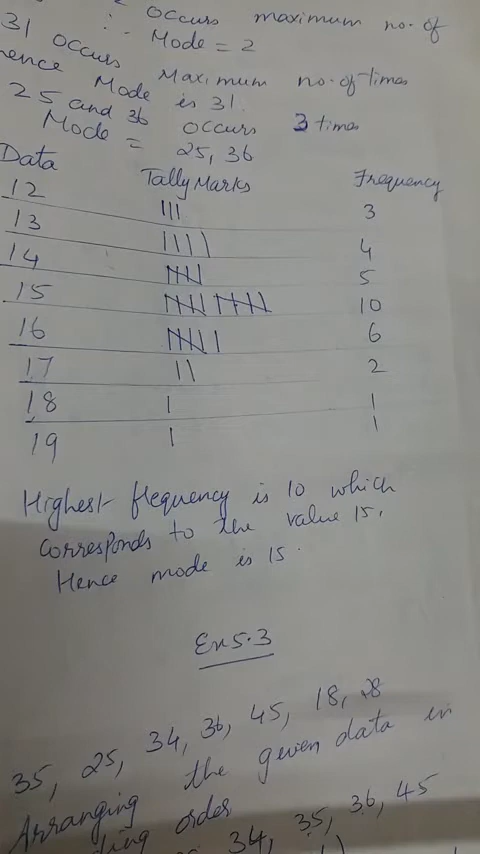 ∴ occurs maximum no. of
Mode = 2
31 occurs Maximum no. of times
hence Mode is 31.
25 and 36 occurs 3 times
Mode = 25, 36
Data Tally Marks Frequency
12 ||| 3
13 |||| 4
14 5
15 10
16 6
17 || 2
18 | 1
19 | 1
Highest frequency is 10 which
corresponds to the value 15.
Hence mode is 15.
Ex 5.3
35, 25, 34, 36, 45, 18, 28
Arranging the given data in
order
34, 35, 36, 45